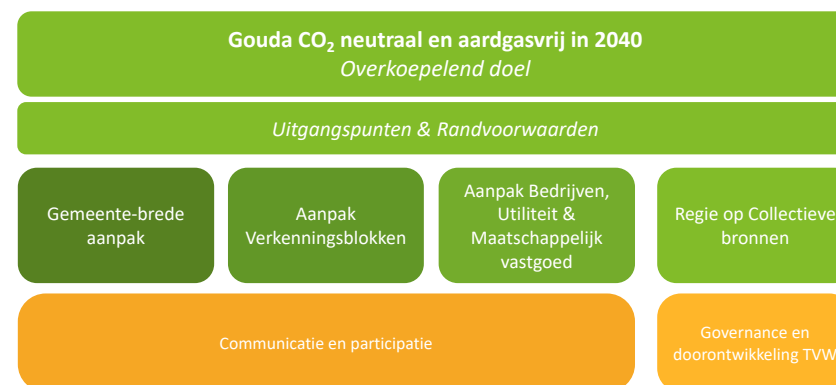 Gouda CO₂ neutraal en aardgasvrij in 2040
Overkoepelend doel
Uitgangspunten & Randvoorwaarden
Gemeente-brede
aanpak
Aanpak
Verkenningsblokken
Aanpak Bedrijven,
Utiliteit &
Maatschappelijk
vastgoed
Regie op Collectieve
bronnen
Communicatie en participatie
Governance en
doorontwikkeling TVW